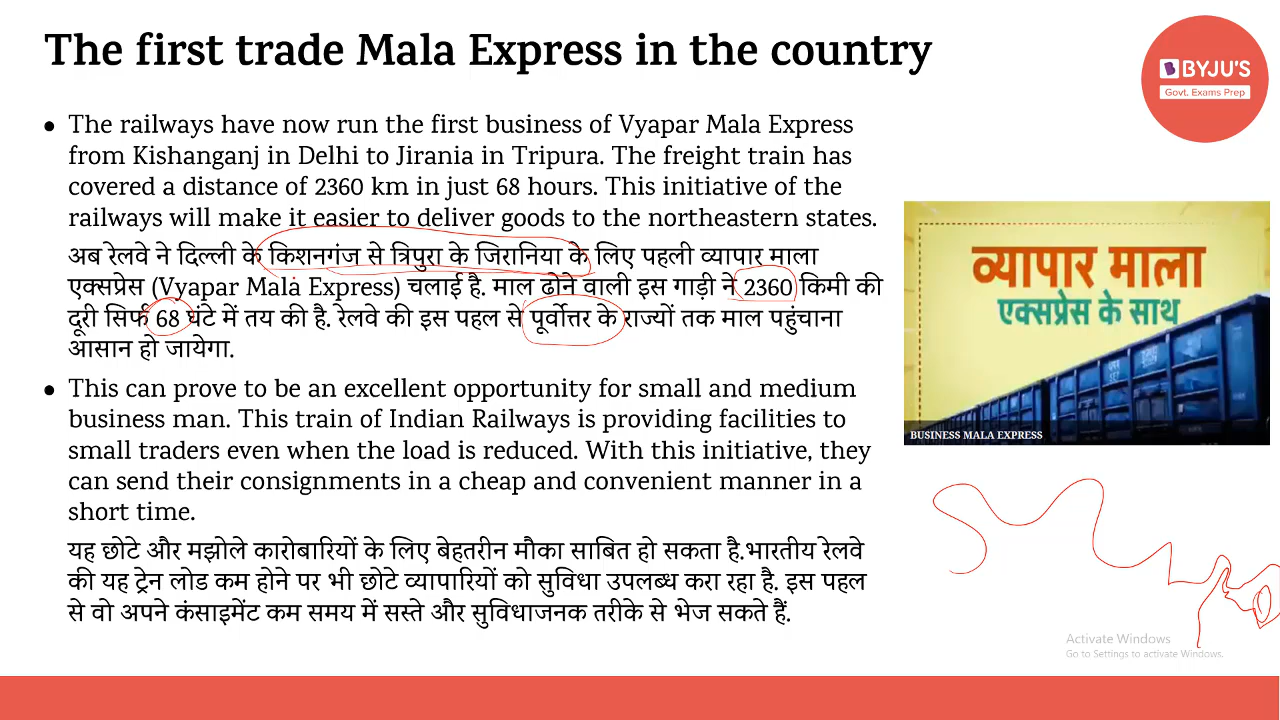 The first trade Mala Express in the country
BYJU'S
Govt. Exams Prep
● The railways have now run the first business of Vyapar Mala Express
from Kishanganj in Delhi to Jirania in Tripura. The freight train has
covered a distance of 2360 km in just 68 hours. This initiative of the
railways will make it easier to deliver goods to the northeastern states.
अब रेलवे ने दिल्ली के किशनगंज से त्रिपुरा के जिरानिया के लिए पहली व्यापार माला
एक्सप्रेस (Vyapar Mala Express) चलाई है. माल ढोने वाली इस गाड़ी ने 2360 किमी की
दूरी सिर्फ 68 घंटे में तय की है. रेलवे की इस पहल से पूर्वोत्तर के राज्यों तक माल पहुंचाना
आसान हो जायेगा.
● This can prove to be an excellent opportunity for small and medium
business man. This train of Indian Railways is providing facilities to
small traders even when the load is reduced. With this initiative, they
can send their consignments in a cheap and convenient manner in a
short time.
यह छोटे और मझोले कारोबारियों के लिए बेहतरीन मौका साबित हो सकता है.भारतीय रेलवे
की यह ट्रेन लोड कम होने पर भी छोटे व्यापारियों को सुविधा उपलब्ध करा रहा है. इस पहल
से वो अपने कंसाइमेंट कम समय में सस्ते और सुविधाजनक तरीके से भेज सकते हैं.
व्यापार माला
एक्सप्रेस के साथ
BUSINESS MALA EXPRESS
Activate Windows
Go to Settings to activate Windows.